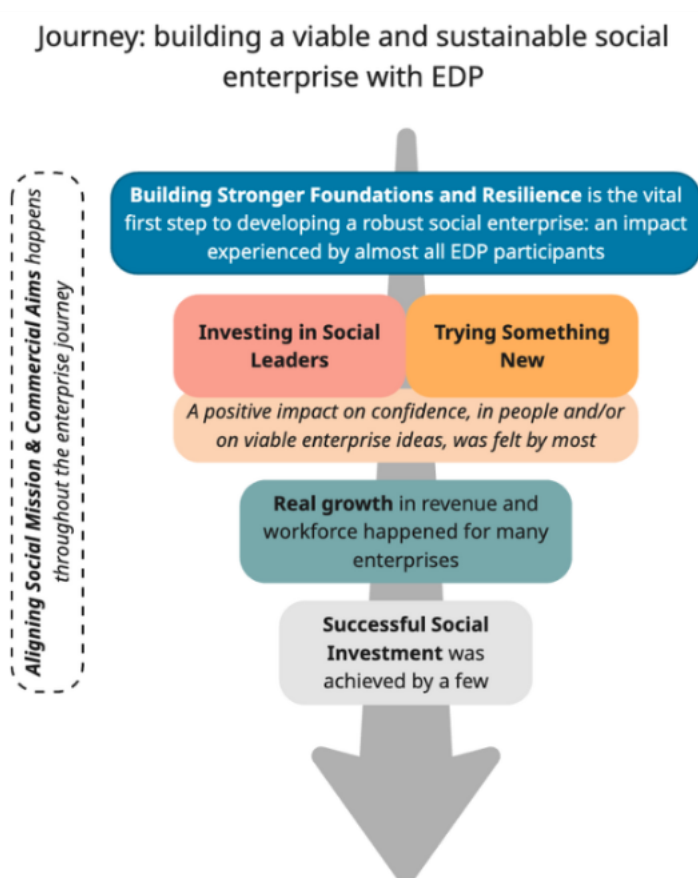 Journey: building a viable and sustainable social
enterprise with EDP
Aligning Social Mission & Commercial Aims happens
throughout the enterprise journey
Building Stronger Foundations and Resilience is the vital
first step to developing a robust social enterprise: an impact
experienced by almost all EDP participants
Investing in Social
Leaders
Trying Something
New
A positive impact on confidence, in people and/or
on viable enterprise ideas, was felt by most
Real growth in revenue and
workforce happened for many
enterprises
Successful Social
Investment was
achieved by a few